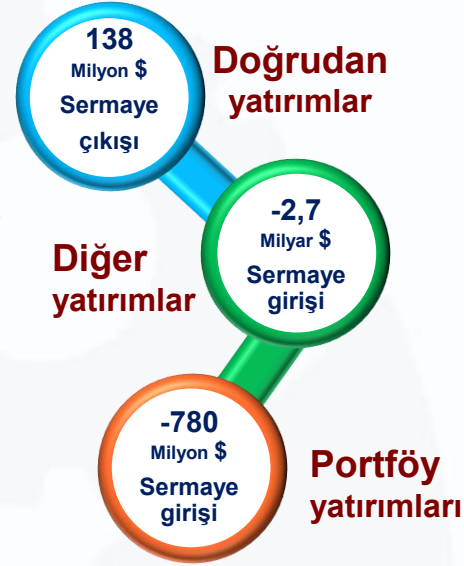 138
Milyon $
Sermaye
çıkışı
Doğrudan
yatırımlar
-2,7
Milyar $
Sermaye
girişi
Diğer
yatırımlar
-780
Milyon $
Sermaye
girişi
Portföy
yatırımları